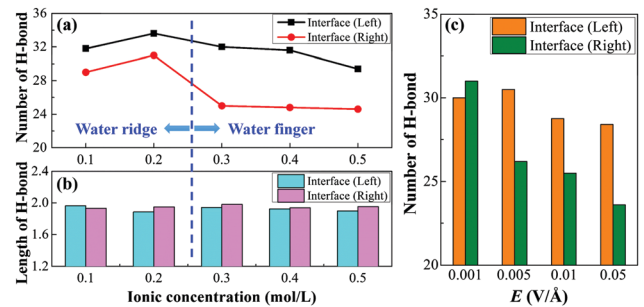 (a)
Interface (Left)
Interface (Right)
Number of H-bond
36
32
28
24
20
Water ridge
Water finger
0.1 0.2 0.3 0.4 0.5
(b)
Interface (Left)
Interface (Right)
Length of H-bond
2.4
2.0
1.6
1.2
0.1 0.2 0.3 0.4 0.5
Ionic concentration (mol/L)
(c)
Interface (Left)
Interface (Right)
Number of H-bond
30
25
20
0.001 0.005 0.01 0.05
E (V/Å)